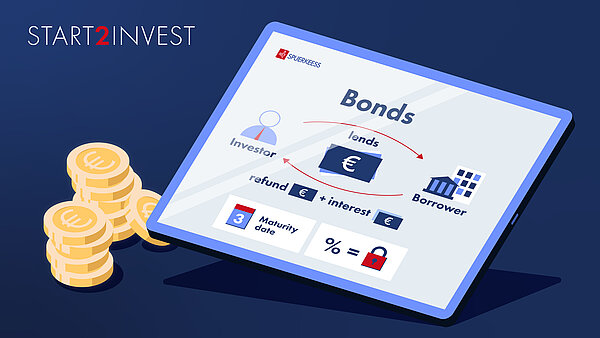 START2INVEST
SPUERKEESS
Bonds
lends
Investor
€
Borrower
refund € + interest €
3
Maturity
date
% =
€
€